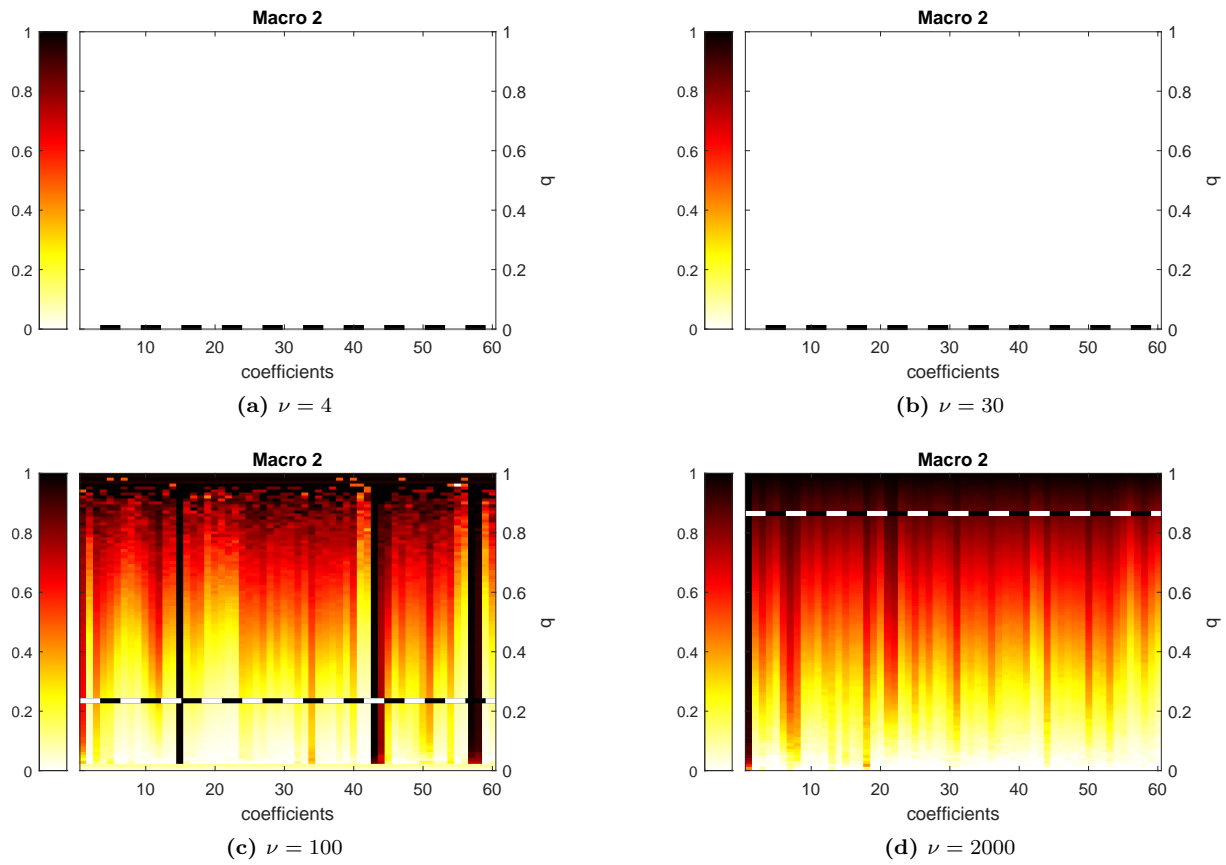 Macro 2
Macro 2
1 1 1 1
0.8 0.8 0.8 0.8
0.6 0.6 0.6 0.6
q q
0.4 0.4 0.4 0.4
0.2 0.2 0.2 0.2
0 0 0 0
10 20 30 40 50 60 10 20 30 40 50 60
coefficients coefficients
(a) ν = 4 (b) ν = 30
Macro 2
Macro 2
1 1 1 1
0.8 0.8 0.8 0.8
0.6 0.6 0.6 0.6
q q
0.4 0.4 0.4 0.4
0.2 0.2 0.2 0.2
0 0 0 0
10 20 30 40 50 60 10 20 30 40 50 60
coefficients coefficients
(c) ν = 100 (d) ν = 2000